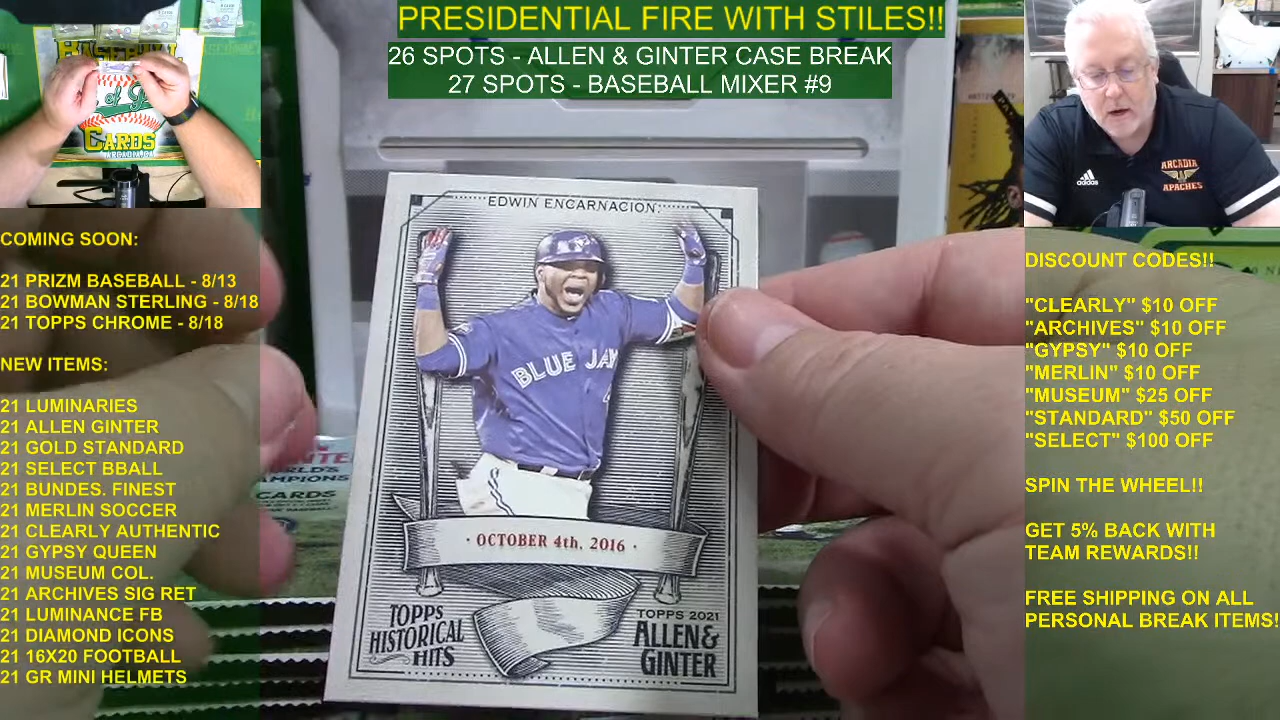 PRESIDENTIAL FIRE WITH STILES!!
26 SPOTS - ALLEN & GINTER CASE BREAK
27 SPOTS - BASEBALL MIXER #9
BASEBALL
CARDS
COMING SOON:
21 PRIZM BASEBALL - 8/13
21 BOWMAN STERLING - 8/18
21 TOPPS CHROME - 8/18
NEW ITEMS:
21 LUMINARIES
21 ALLEN GINTER
21 GOLD STANDARD
21 SELECT BBALL
21 BUNDES. FINEST
21 MERLIN SOCCER
21 CLEARLY AUTHENTIC
21 GYPSY QUEEN
21 MUSEUM COL.
21 ARCHIVES SIG RET
21 LUMINANCE FB
21 DIAMOND ICONS
21 16X20 FOOTBALL
21 GR MINI HELMETS
EDWIN ENCARNACION
BLUE JAY
· OCTOBER 4th, 2016 ·
TOPPS
HISTORICAL
HITS
TOPPS 2021
ALLEN &
GINTER
CARDS
adidas
ARCADIA
APACHES
DISCOUNT CODES!!
"CLEARLY" $10 OFF
"ARCHIVES" $10 OFF
"GYPSY" $10 OFF
"MERLIN" $10 OFF
"MUSEUM" $25 OFF
"STANDARD" $50 OFF
"SELECT" $100 OFF
SPIN THE WHEEL!!
GET 5% BACK WITH
TEAM REWARDS!!
FREE SHIPPING ON ALL
PERSONAL BREAK ITEMS!